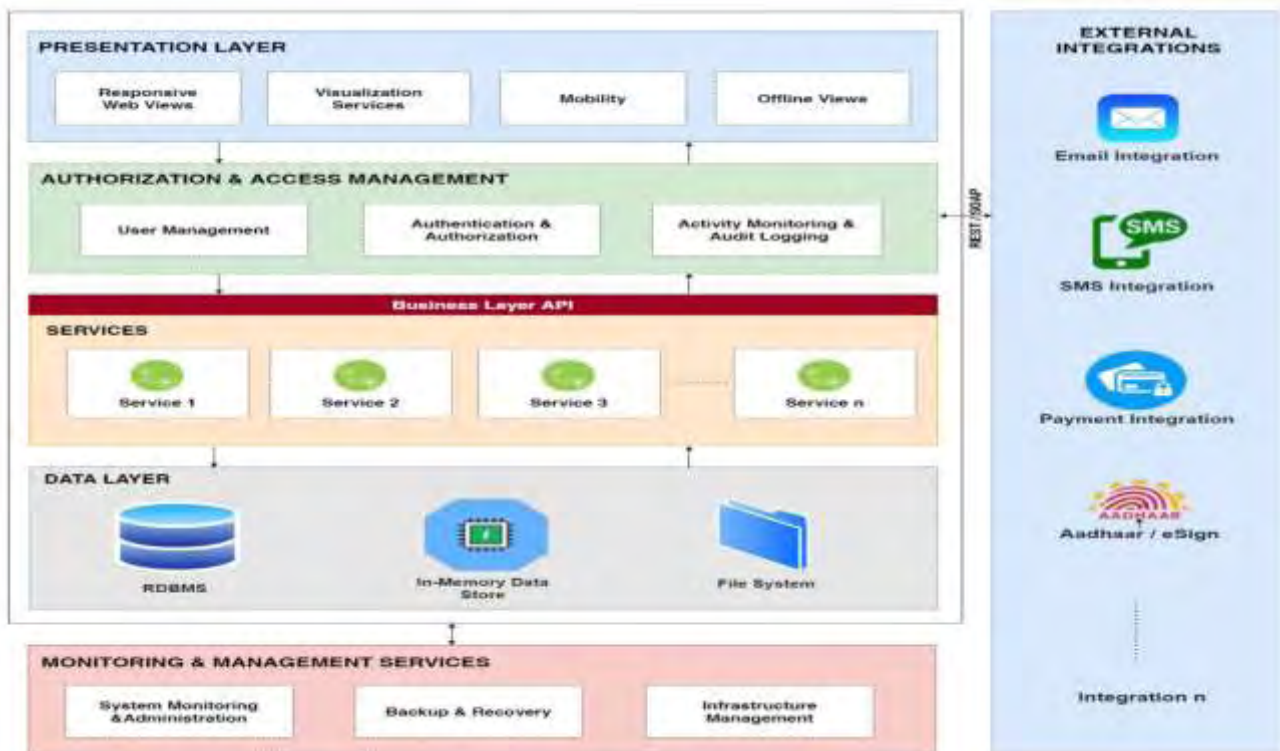 PRESENTATION LAYER
Responsive
Web Views
Visualization
Services
Mobility
Offline Views
AUTHORIZATION & ACCESS MANAGEMENT
User Management
Authentication &
Authorization
Activity Monitoring &
Audit Logging
Business Layer API
SERVICES
Service 1
Service 2
Service 3
Service n
DATA LAYER
RDBMS
In-Memory Data
Store
File System
MONITORING & MANAGEMENT SERVICES
System Monitoring
&Administration
Backup & Recovery
Infrastructure
Management
REST /SOAP
EXTERNAL
INTEGRATIONS
Email Integration
SMS
SMS Integration
Payment Integration
AADHAAR
Aadhaar / eSign
Integration n